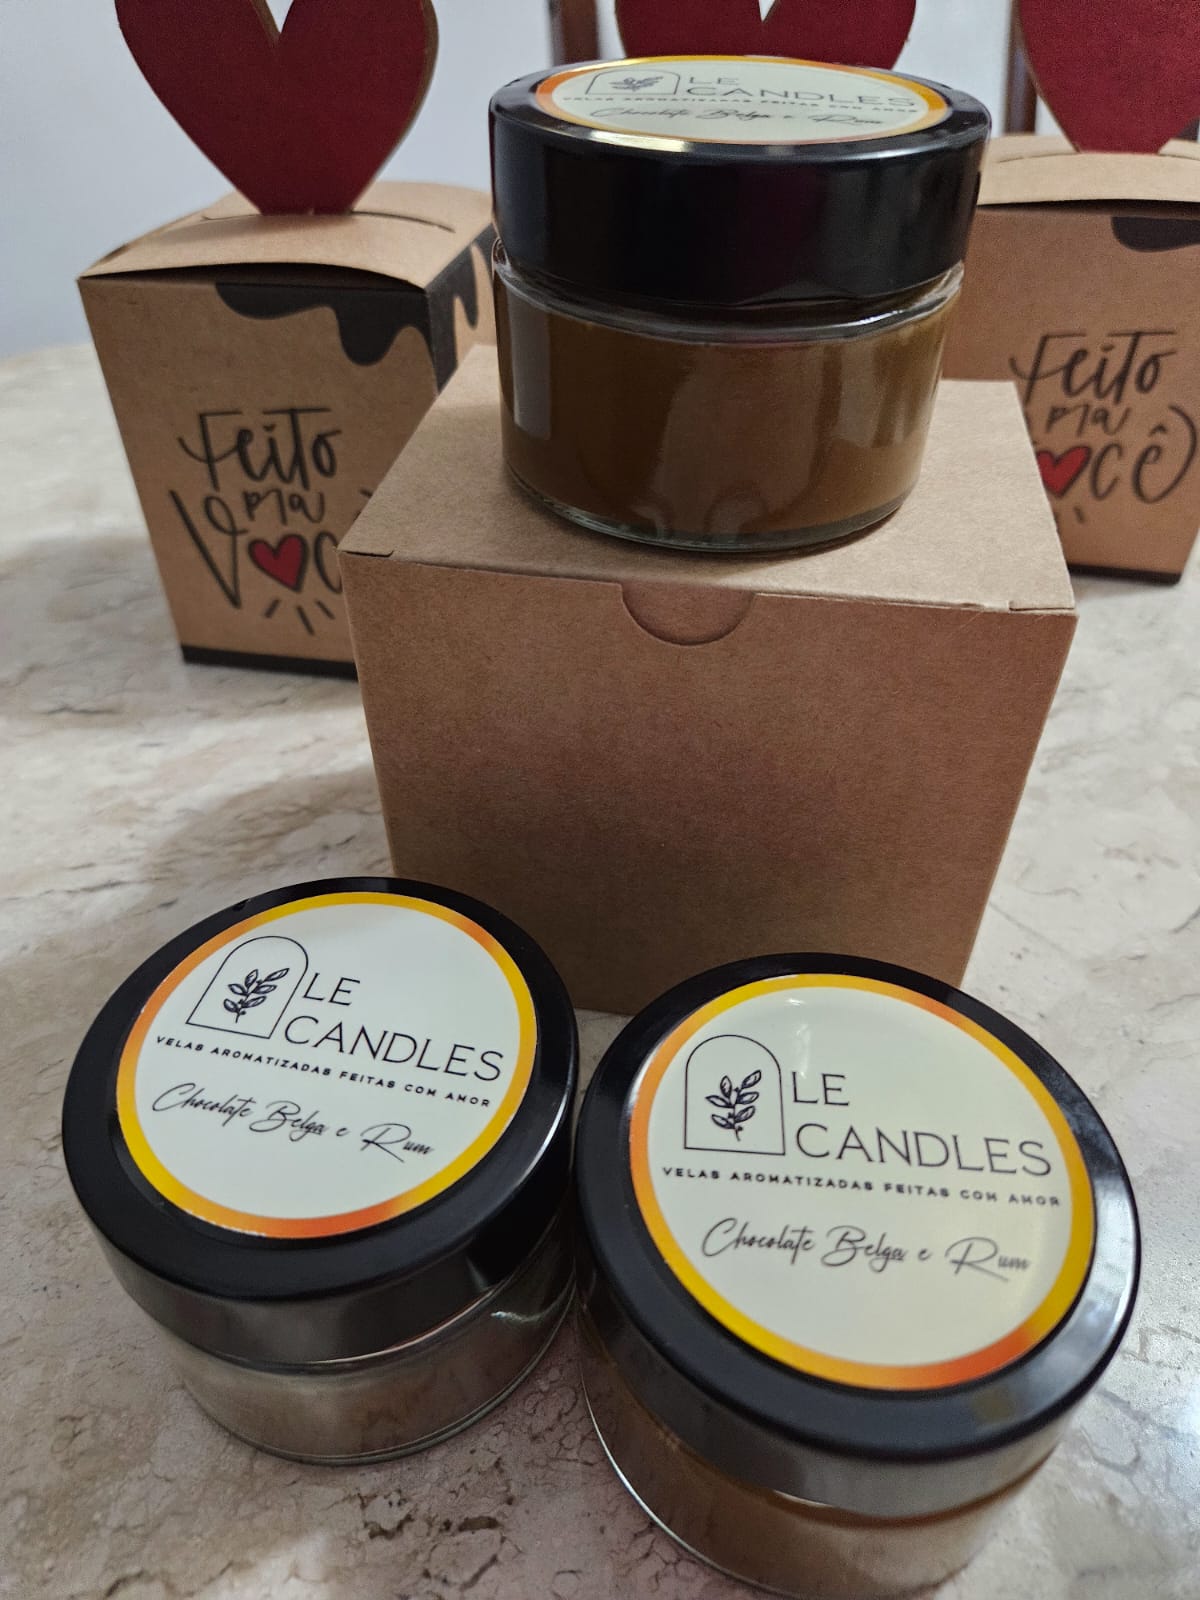 LE
CANDLES
VELAS AROMATIZADAS FEITAS COM AMOR
Chocolate Belga e Rum
Feito
pra
Voc
Feito
pra
você
LE
CANDLES
VELAS AROMATIZADAS FEITAS COM AMOR
Chocolate Belga e Rum
LE
CANDLES
VELAS AROMATIZADAS FEITAS COM AMOR
Chocolate Belga e Rum